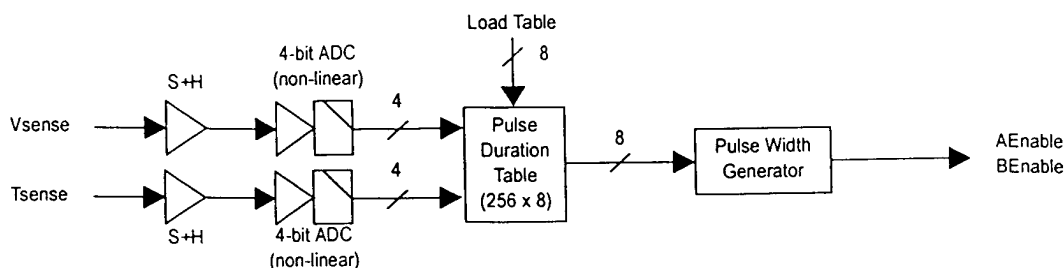 Load Table
8
4-bit ADC
(non-linear)
S+H
4
Vsense
Pulse
Duration
Table
(256 x 8)
8
Pulse Width
Generator
AEnable
BEnable
4
Tsense
S+H
4-bit ADC
(non-linear)